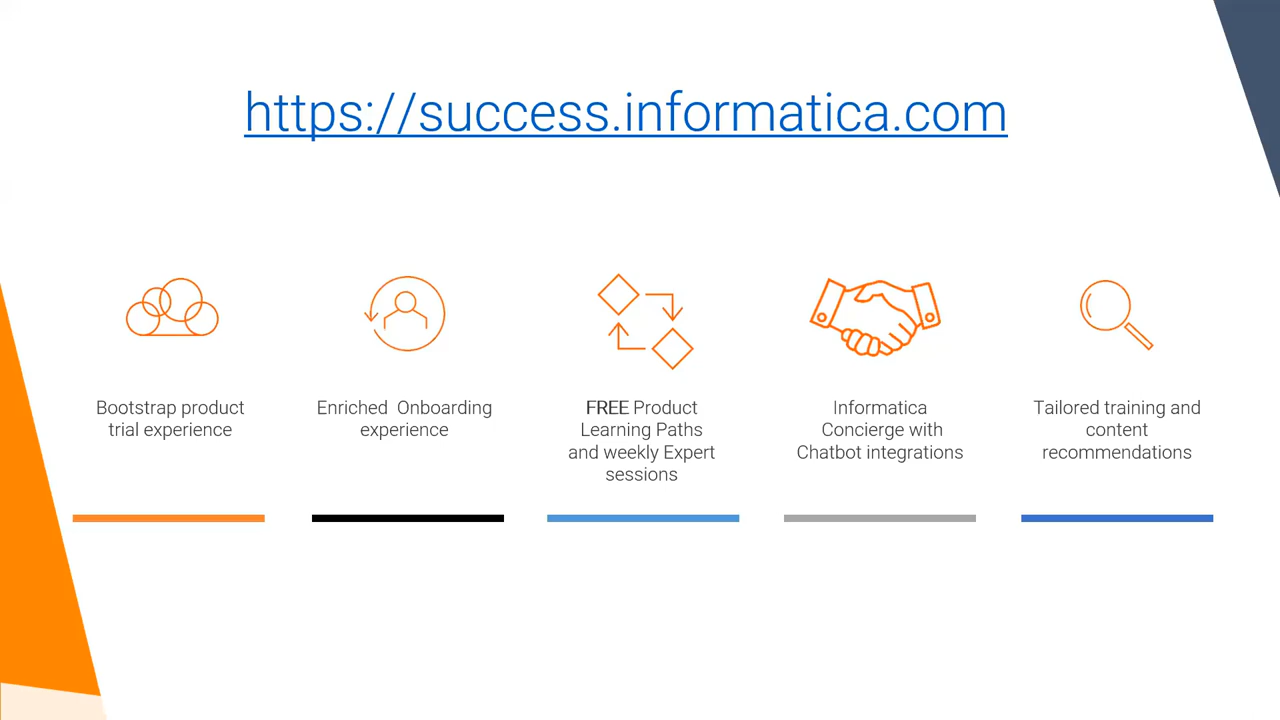 https://success.informatica.com
Bootstrap product
trial experience
Enriched  Onboarding
experience
FREE Product
Learning Paths
and weekly Expert
sessions
Informatica
Concierge with
Chatbot integrations
Tailored training and
content
recommendations